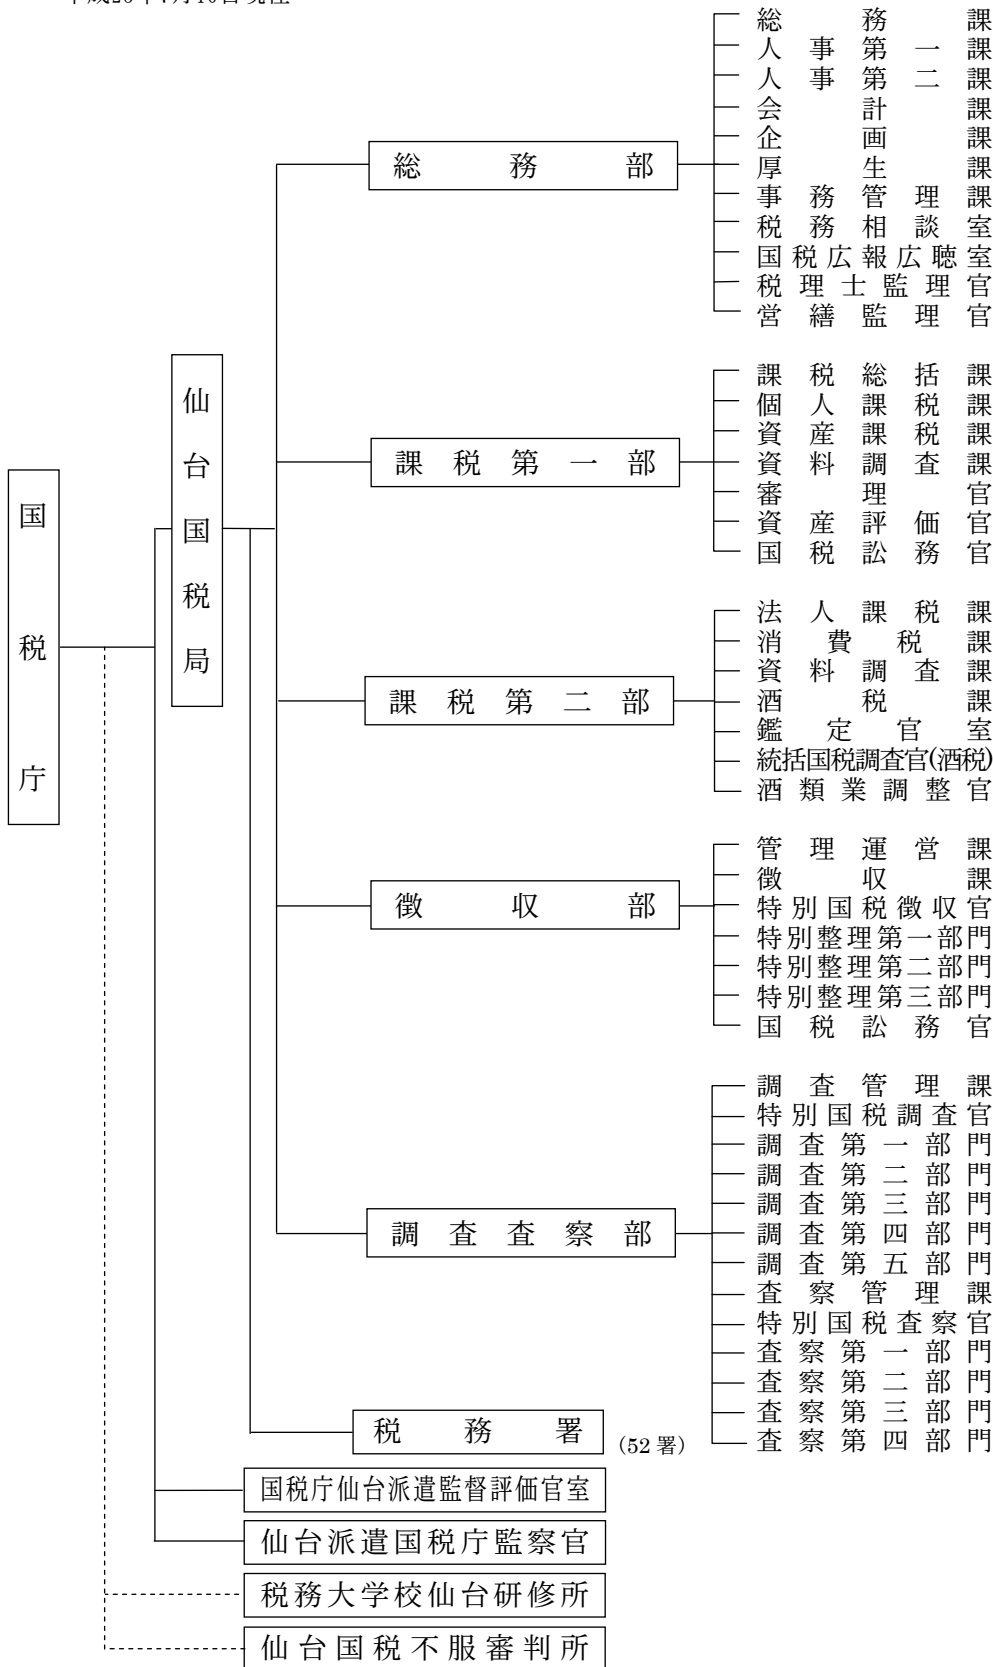 総務課
人事第一課
人事第二課
会計課
企画課
総務部
厚生課
事務管理課
税務相談室
国税広報広聴室
税理士監理官
営繕監理官
仙台国税局
課税総括課
個人課税課
資産課税課
課税第一部
資料調査課
審理官
資産評価官
国税訟務官
国税庁
法人課税課
消費税課
資料調査課
課税第二部
酒税課
鑑定官室
統括国税調査官(酒税)
酒類業調整官
管理運営課
徴収課
徴収部
特別国税徴収官
特別整理第一部門
特別整理第二部門
特別整理第三部門
国税訟務官
調査管理課
特別国税調査官
調査第一部門
調査第二部門
調査第三部門
調査査察部
調査第四部門
調査第五部門
査察管理課
特別国税査察官
査察第一部門
査察第二部門
査察第三部門
査察第四部門
税務署
(52署)
国税庁仙台派遣監督評価官室
仙台派遣国税庁監察官
税務大学校仙台研修所
仙台国税不服審判所